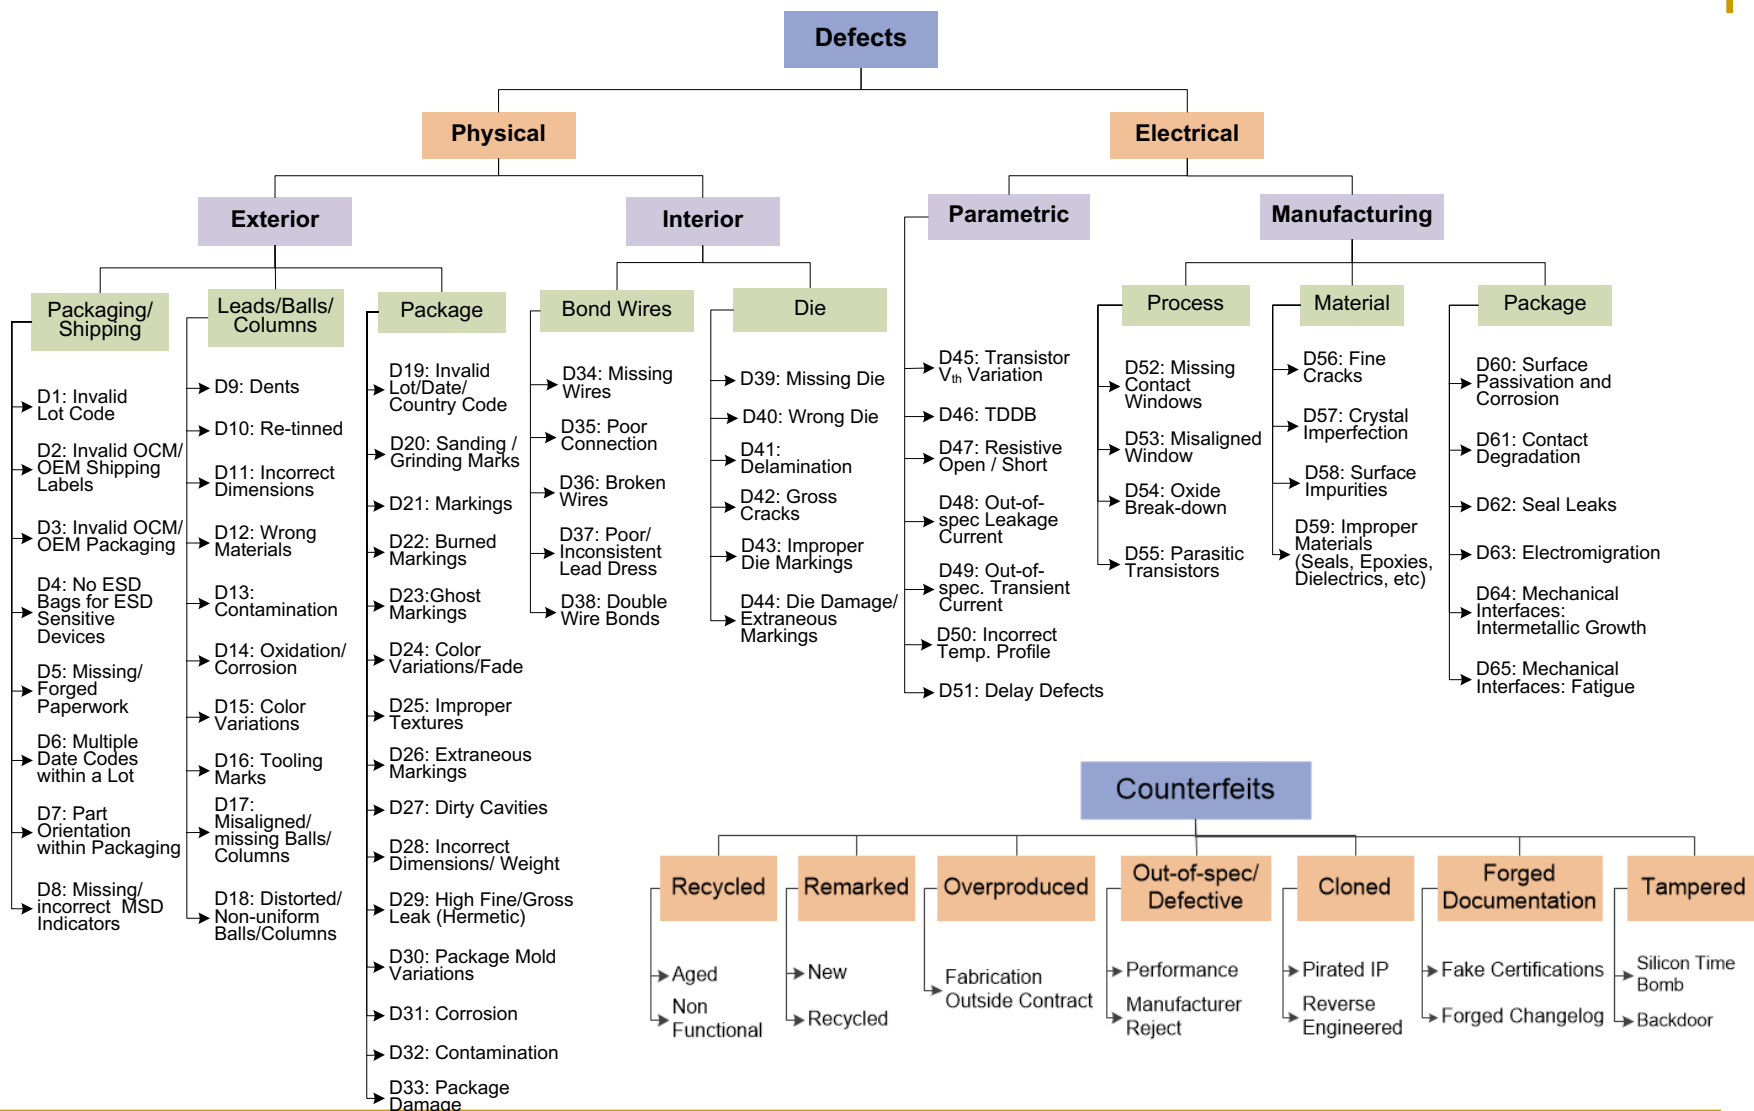 Defects
Physical
Electrical
Exterior
Interior
Parametric
Manufacturing
Packaging/
Shipping
D1: Invalid
Lot Code
D2: Invalid OCM/
OEM Shipping
Labels
D3: Invalid OCM/
OEM Packaging
D4: No ESD
Bags for ESD
Sensitive
Devices
D5: Missing/
Forged
Paperwork
D6: Multiple
Date Codes
within a Lot
D7: Part
Orientation
within Packaging
D8: Missing/
incorrect MSD
Indicators
Leads/Balls/
Columns
D9: Dents
D10: Re-tinned
D11: Incorrect
Dimensions
D12: Wrong
Materials
D13:
Contamination
D14: Oxidation/
Corrosion
D15: Color
Variations
D16: Tooling
Marks
D17:
Misaligned/
missing Balls/
Columns
D18: Distorted/
Non-uniform
Balls/Columns
Package
D19: Invalid
Lot/Date/
Country Code
D20: Sanding /
Grinding Marks
D21: Markings
D22: Burned
Markings
D23:Ghost
Markings
D24: Color
Variations/Fade
D25: Improper
Textures
D26: Extraneous
Markings
D27: Dirty Cavities
D28: Incorrect
Dimensions/ Weight
D29: High Fine/Gross
Leak (Hermetic)
D30: Package Mold
Variations
D31: Corrosion
D32: Contamination
D33: Package
Damage
Bond Wires
D34: Missing
Wires
D35: Poor
Connection
D36: Broken
Wires
D37: Poor/
Inconsistent
Lead Dress
D38: Double
Wire Bonds
Die
D39: Missing Die
D40: Wrong Die
D41:
Delamination
D42: Gross
Cracks
D43: Improper
Die Markings
D44: Die Damage/
Extraneous
Markings
D45: Transistor
Vth Variation
D46: TDDB
D47: Resistive
Open / Short
D48: Out-of-
spec Leakage
Current
D49: Out-of-
spec. Transient
Current
D50: Incorrect
Temp. Profile
D51: Delay Defects
Process
D52: Missing
Contact
Windows
D53: Misaligned
Window
D54: Oxide
Break-down
D55: Parasitic
Transistors
Material
D56: Fine
Cracks
D57: Crystal
Imperfection
D58: Surface
Impurities
D59: Improper
Materials
(Seals, Epoxies,
Dielectrics, etc)
Package
D60: Surface
Passivation and
Corrosion
D61: Contact
Degradation
D62: Seal Leaks
D63: Electromigration
D64: Mechanical
Interfaces:
Intermetallic Growth
D65: Mechanical
Interfaces: Fatigue
Counterfeits
Recycled
Aged
Non
Functional
Remarked
New
Recycled
Overproduced
Fabrication
Outside Contract
Out-of-spec/
Defective
Performance
Manufacturer
Reject
Cloned
Pirated IP
Reverse
Engineered
Forged
Documentation
Fake Certifications
Forged Changelog
Tampered
Silicon Time
Bomb
Backdoor